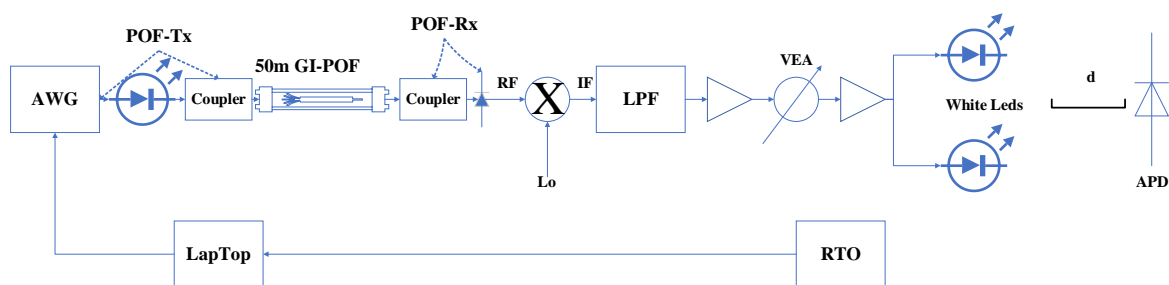 POF-Tx
POF-Rx
50m GI-POF
VEA
AWG
Coupler
Coupler
RF
X
IF
LPF
White Leds
d
Lo
APD
LapTop
RTO